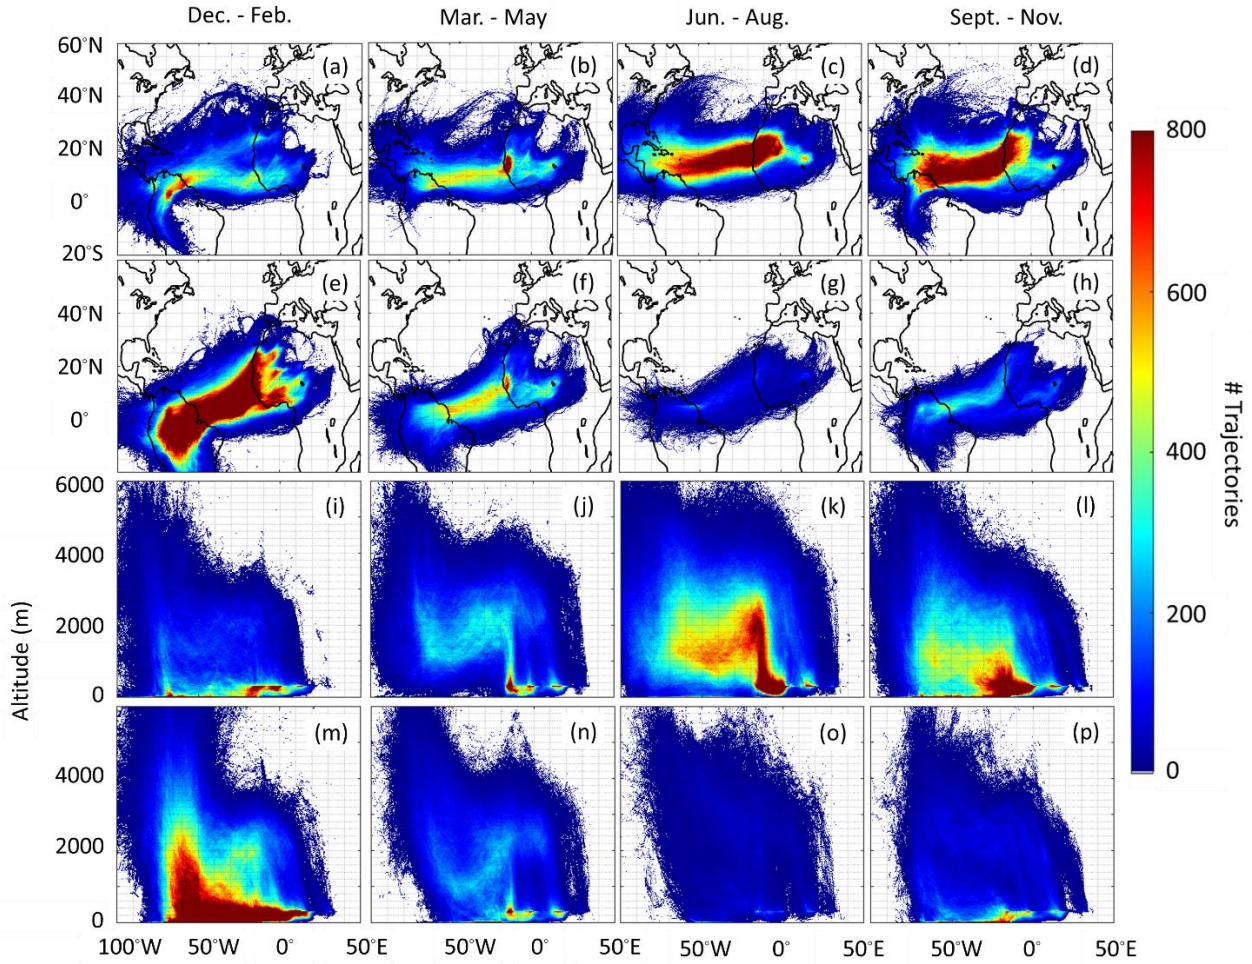 Dec. - Feb. Mar. - May Jun. - Aug. Sept. - Nov.
60°N (a) (b) (c) (d)
40°N
20°N
0°
20°S
(e) (f) (g) (h)
40°N
20°N
0°
6000 (i) (j) (k) (l)
4000
2000
0
(m) (n) (o) (p)
4000
2000
0
Altitude (m)
100°W 50°W 0° 50°E 50°W 0° 50°E 50°W 0° 50°E 50°W 0° 50°E
800
600
400
200
0
# Trajectories